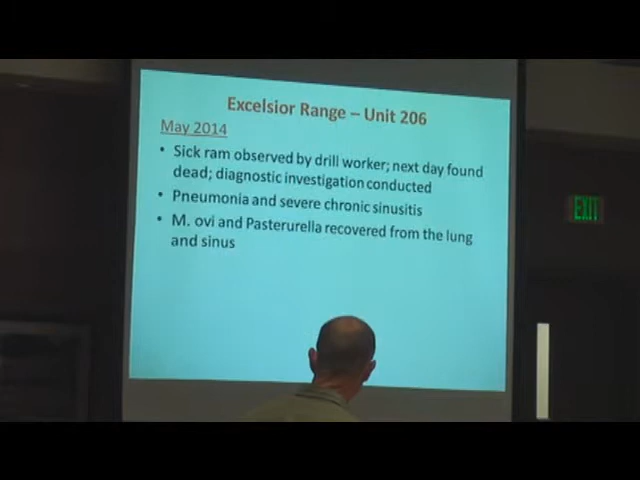 Excelsior Range – Unit 206
May 2014
• Sick ram observed by drill worker; next day found
dead; diagnostic investigation conducted
• Pneumonia and severe chronic sinusitis
• M. ovi and Pasterurella recovered from the lung
and sinus
EXIT